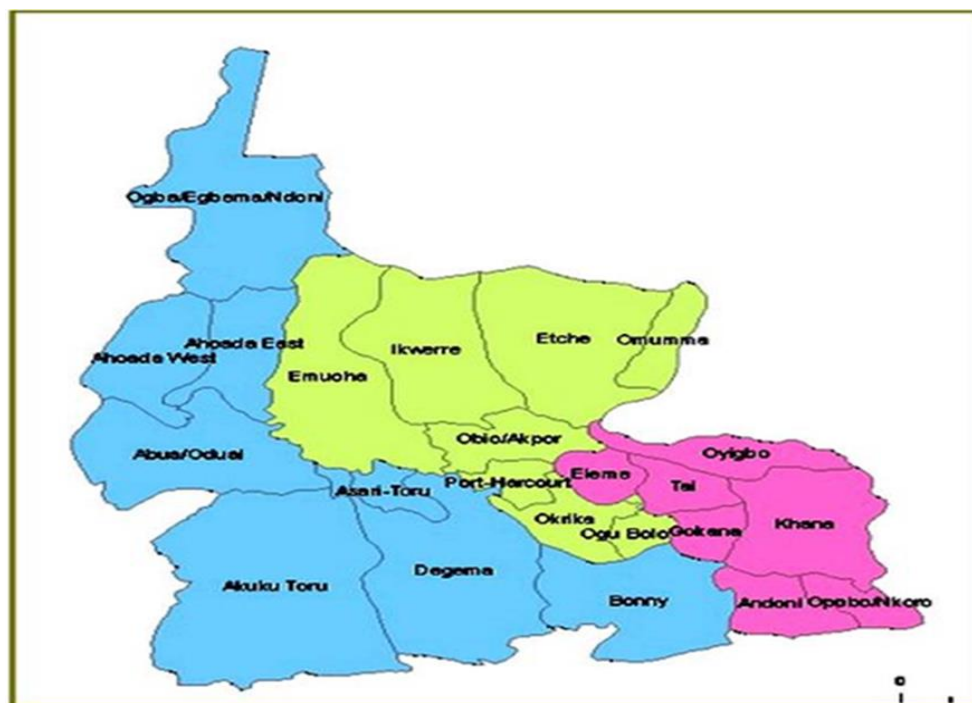 Ogba/Egbema/Ndoni
Ahoada East
Ahoada West
Emuoha
Ikwerre
Etche
Omumma
Abua/Odual
Obio/Akpor
Oyigbo
Asari-Toru
Port-Harcourt
Eleme
Tai
Okrika
Ogu Bolo
Gokana
Khana
Akuku Toru
Degema
Bonny
Andoni
Opobo/Nkoro
0